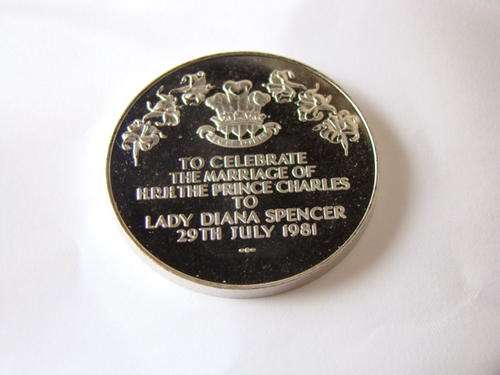 TO CELEBRATE
THE MARRIAGE OF
H.R.H. THE PRINCE CHARLES
TO
LADY DIANA SPENCER
29TH JULY 1981